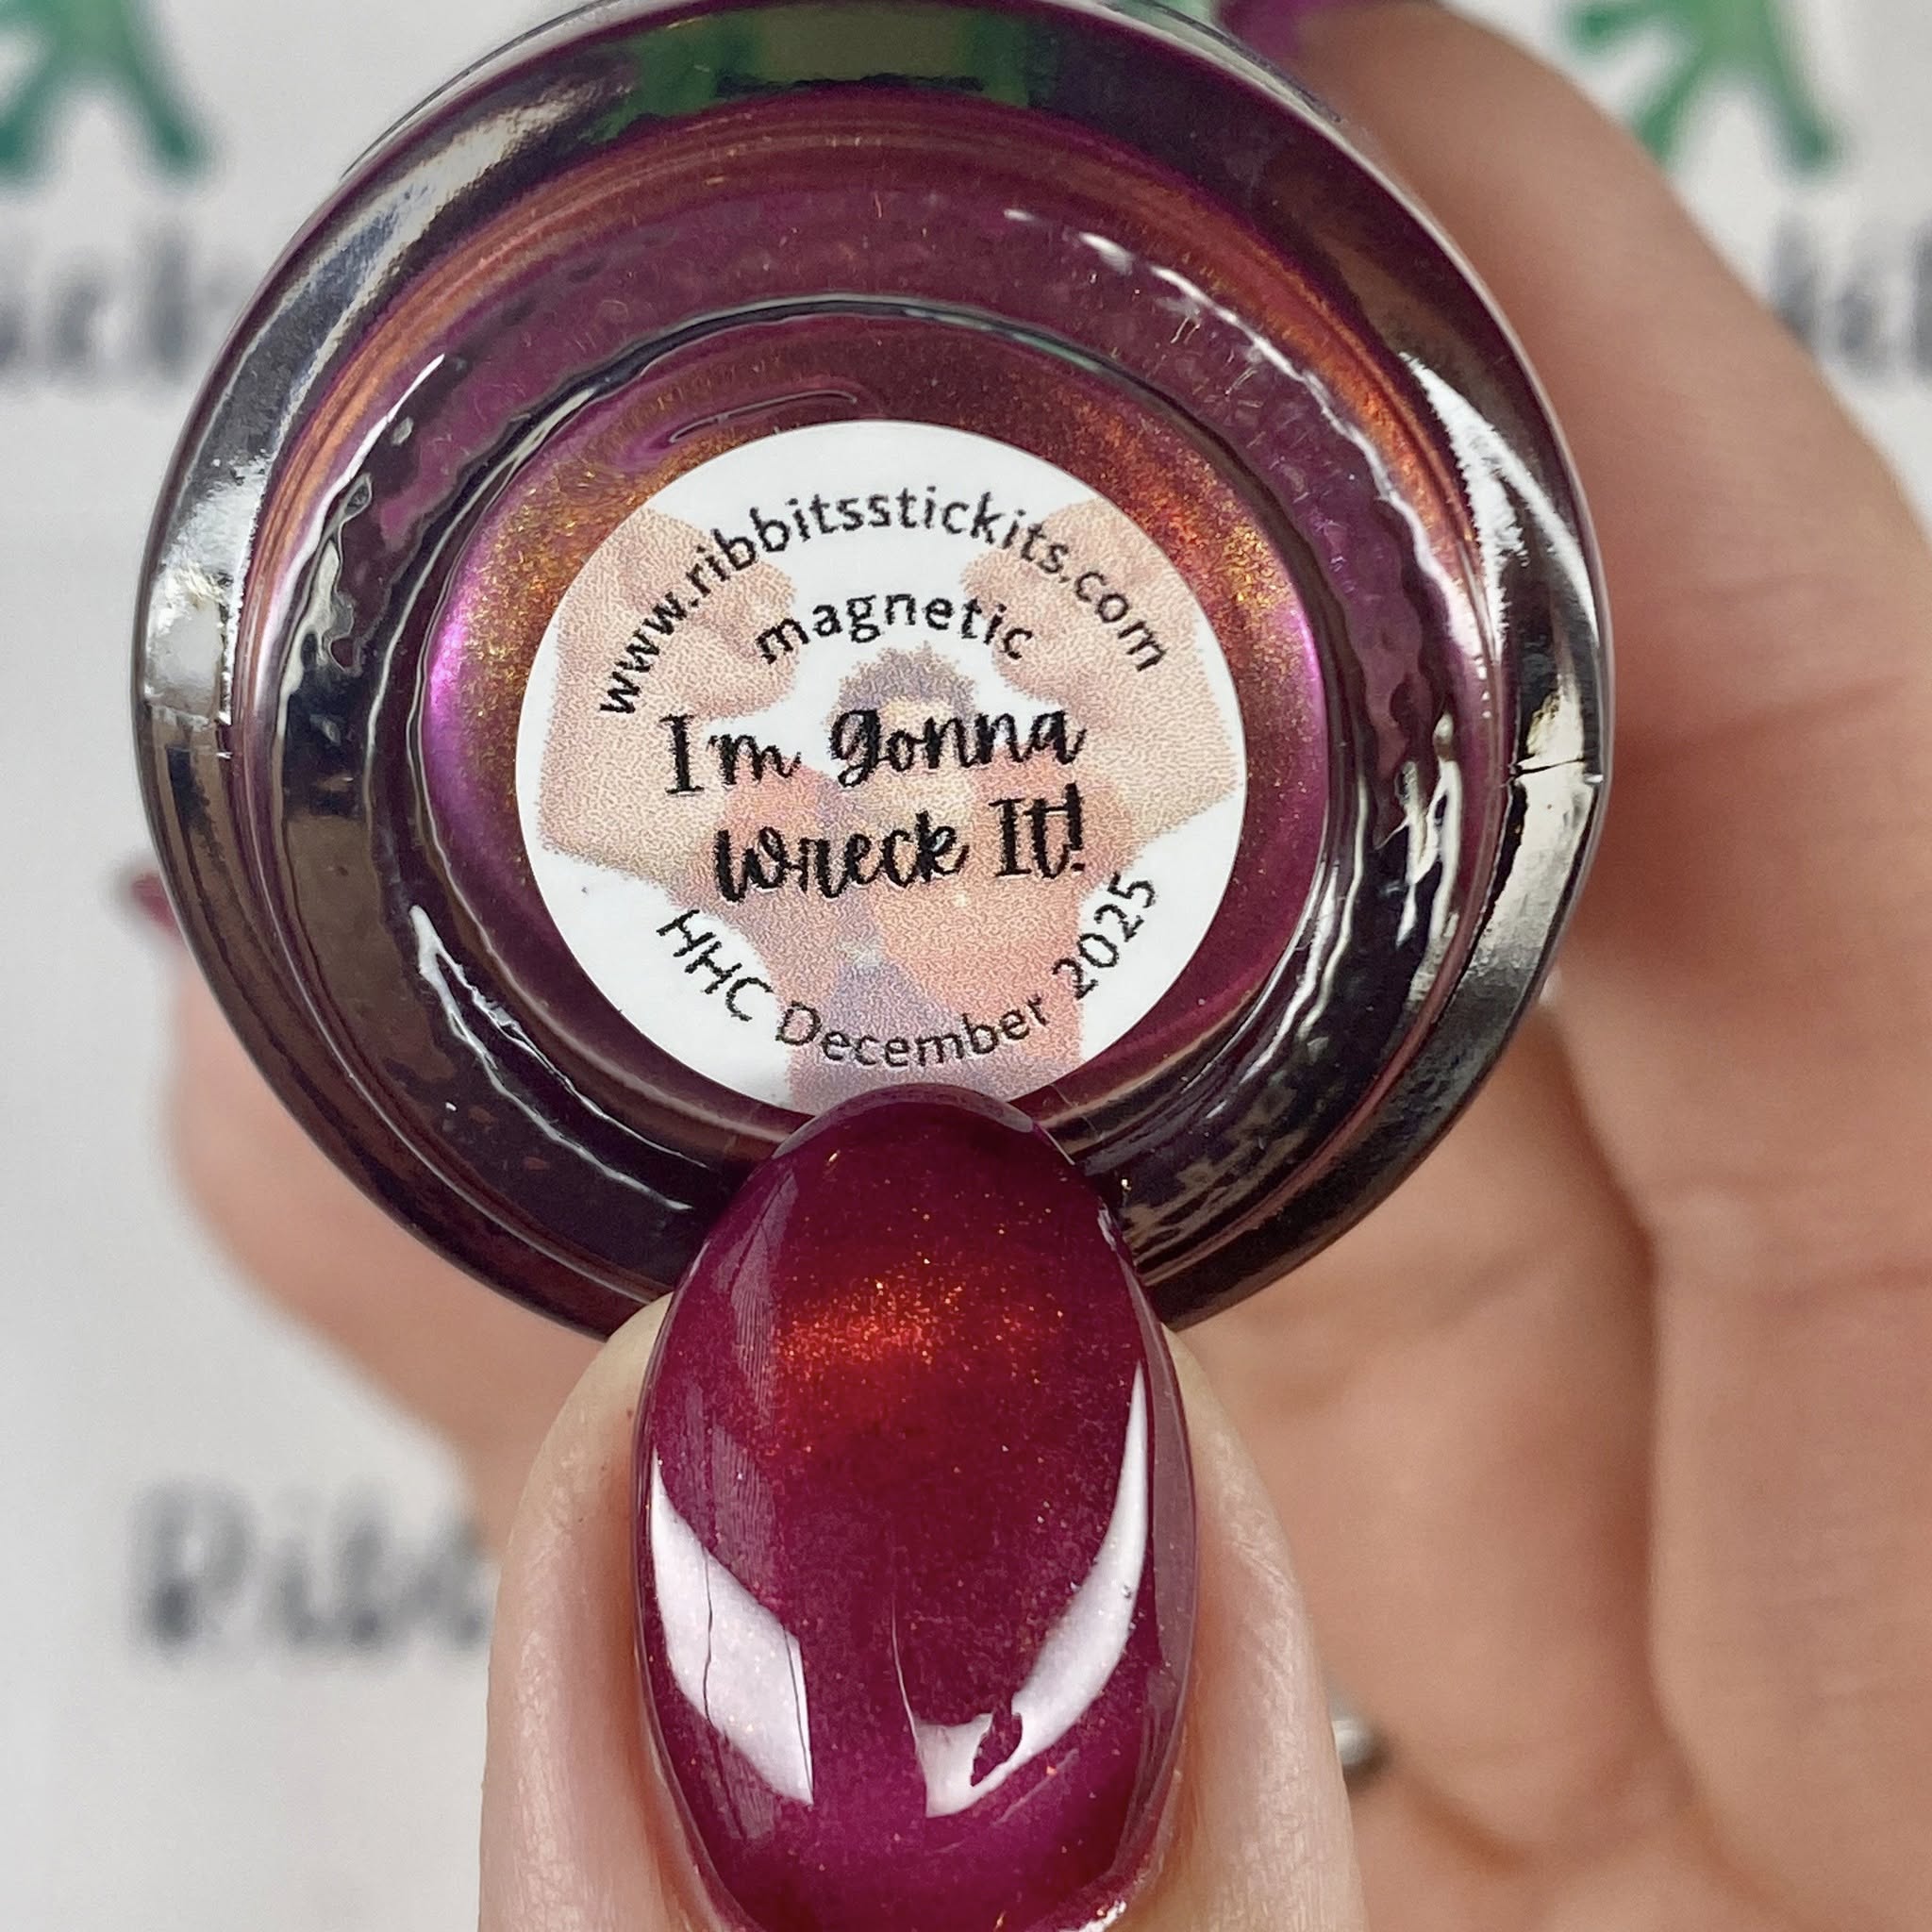 www.ribbitsstickits.com
magnetic
I'm gonna
Wreck It!
HHC December 2025